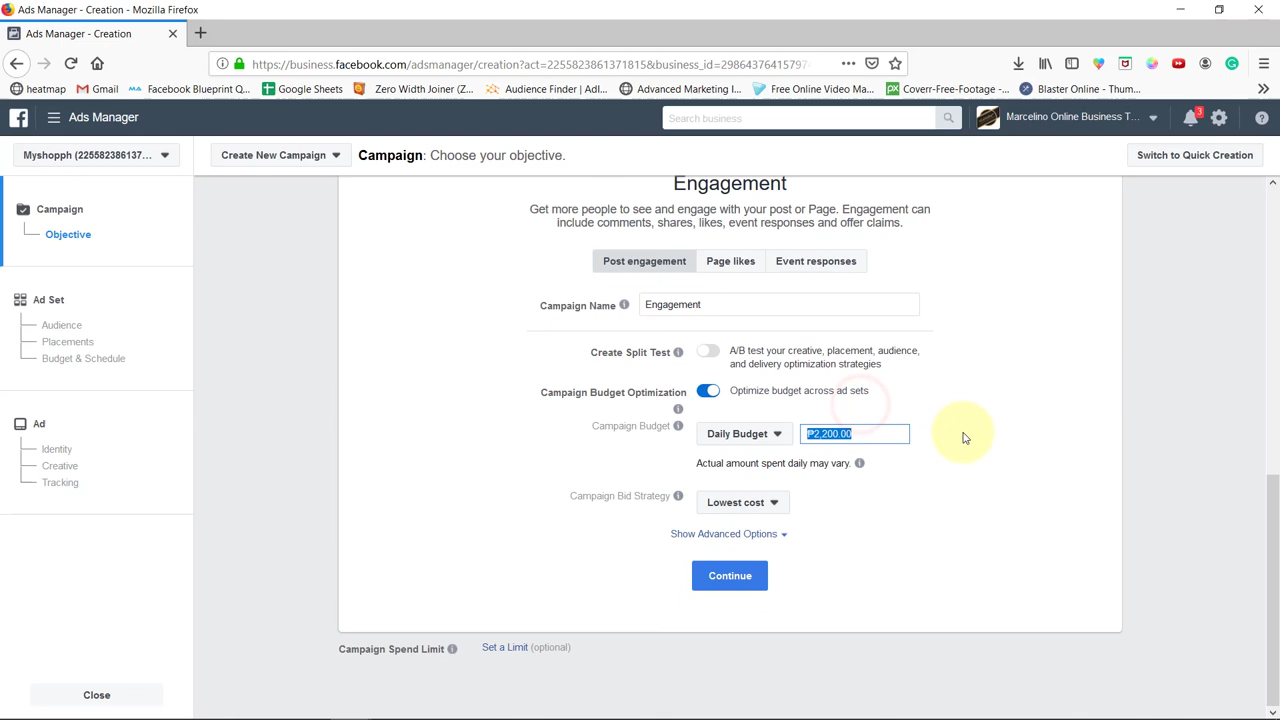 Ads Manager - Creation - Mozilla Firefox
Ads Manager - Creation
https://business.facebook.com/adsmanager/creation?act=2255823861371815&business_id=29864376415797
heatmap
Gmail
Facebook Blueprint Q...
Google Sheets
Zero Width Joiner (Z...
Audience Finder | AdI...
Advanced Marketing I...
Free Online Video Ma...
Coverr-Free-Footage -...
Blaster Online - Thum...
Ads Manager
Search business
Marcelino Online Business T...
3
Myshopph (225582386137...
Create New Campaign
Campaign: Choose your objective.
Switch to Quick Creation
Campaign
Objective
Ad Set
Audience
Placements
Budget & Schedule
Ad
Identity
Creative
Tracking
Close
Engagement
Get more people to see and engage with your post or Page. Engagement can
include comments, shares, likes, event responses and offer claims.
Post engagement
Page likes
Event responses
Campaign Name
Engagement
Create Split Test
A/B test your creative, placement, audience,
and delivery optimization strategies
Campaign Budget Optimization
Optimize budget across ad sets
Campaign Budget
Daily Budget
₱2,200.00
Actual amount spent daily may vary.
Campaign Bid Strategy
Lowest cost
Show Advanced Options
Continue
Campaign Spend Limit
Set a Limit (optional)